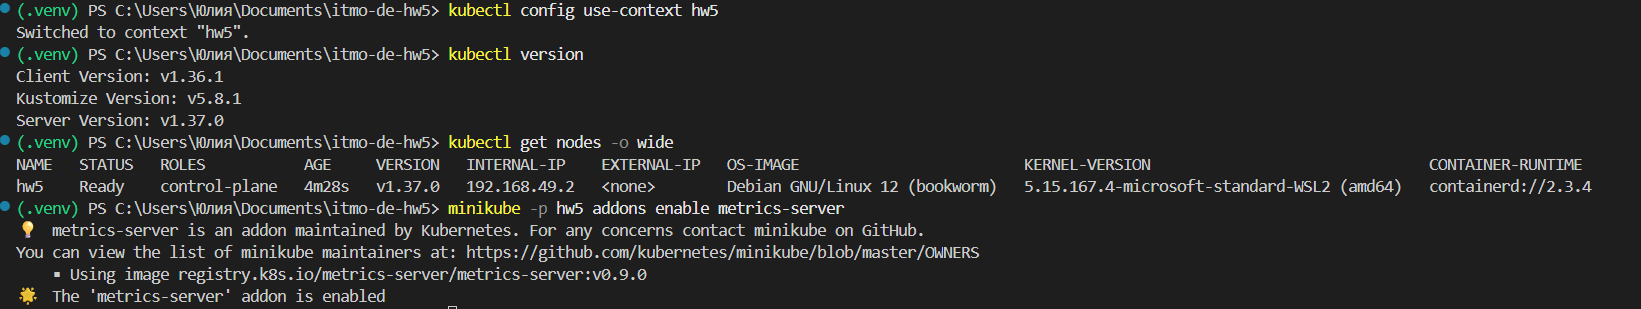 (.venv) PS C:\Users\Юлия\Documents\itmo-de-hw5> kubectl config use-context hw5
Switched to context "hw5".
(.venv) PS C:\Users\Юлия\Documents\itmo-de-hw5> kubectl version
Client Version: v1.36.1
Kustomize Version: v5.8.1
Server Version: v1.37.0
(.venv) PS C:\Users\Юлия\Documents\itmo-de-hw5> kubectl get nodes -o wide
NAME   STATUS   ROLES           AGE     VERSION   INTERNAL-IP    EXTERNAL-IP   OS-IMAGE                         KERNEL-VERSION                             CONTAINER-RUNTIME
hw5    Ready    control-plane   4m28s   v1.37.0   192.168.49.2   <none>        Debian GNU/Linux 12 (bookworm)   5.15.167.4-microsoft-standard-WSL2 (amd64)   containerd://2.3.4
(.venv) PS C:\Users\Юлия\Documents\itmo-de-hw5> minikube -p hw5 addons enable metrics-server
💡  metrics-server is an addon maintained by Kubernetes. For any concerns contact minikube on GitHub.
You can view the list of minikube maintainers at: https://github.com/kubernetes/minikube/blob/master/OWNERS
    ▪ Using image registry.k8s.io/metrics-server/metrics-server:v0.9.0
🌟  The 'metrics-server' addon is enabled